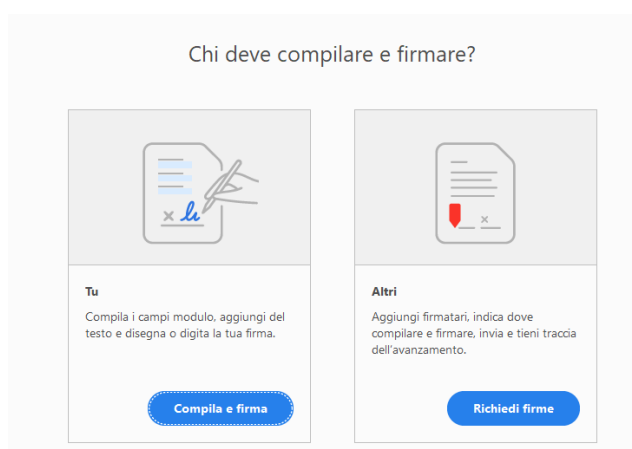 Chi deve compilare e firmare?
Tu
Compila i campi modulo, aggiungi del
testo e disegna o digita la tua firma.
Compila e firma
Altri
Aggiungi firmatari, indica dove
compilare e firmare, invia e tieni traccia
dell'avanzamento.
Richiedi firme